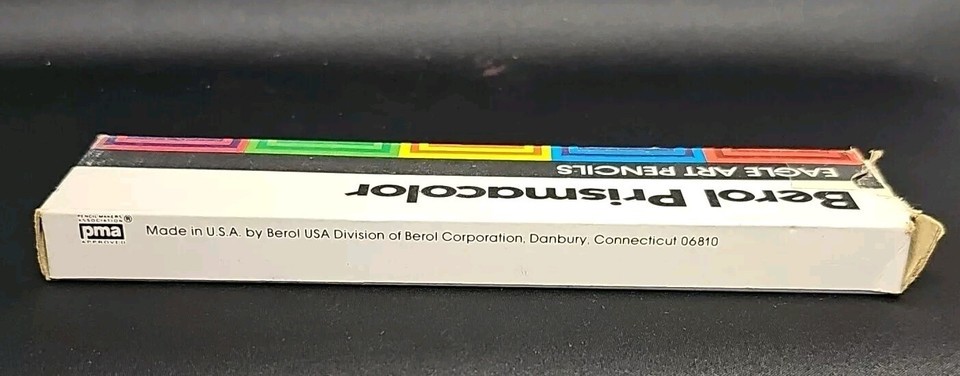 EAGLE ART PENCILS
Berol Prismacolor
PENCIL MAKERS
ASSOCIATION ®
pma
APPROVED
Made in U.S.A. by Berol USA Division of Berol Corporation, Danbury, Connecticut 06810